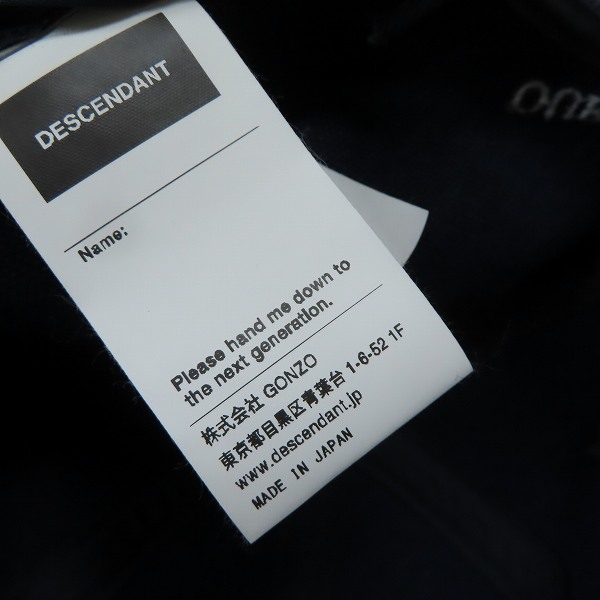 DESCENDANT
Name:
Please hand me down to
the next generation.
株式会社 GONZO
東京都目黒区青葉台 1-6-52 1F
www.descendant.jp
MADE IN JAPAN